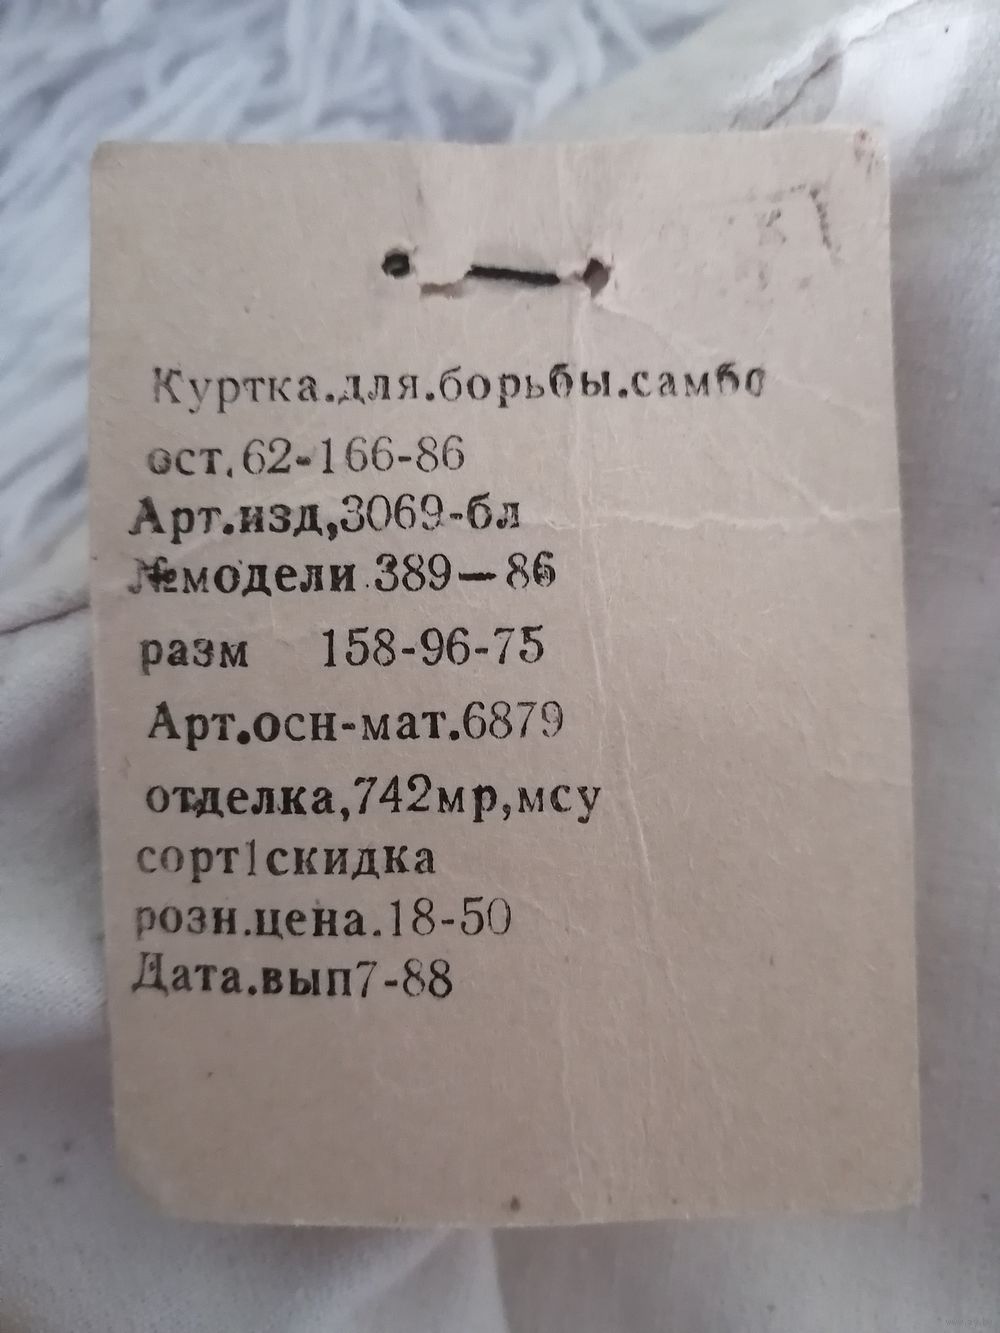 Куртка.для.борьбы.самбо
ост.62-166-86
Арт.изд,3069-бл
№модели.389—86
разм 158-96-75
Арт.осн-мат.6879
отделка,742мр,мсу
сорт1скидка
розн.цена.18-50
Дата.вып7-88